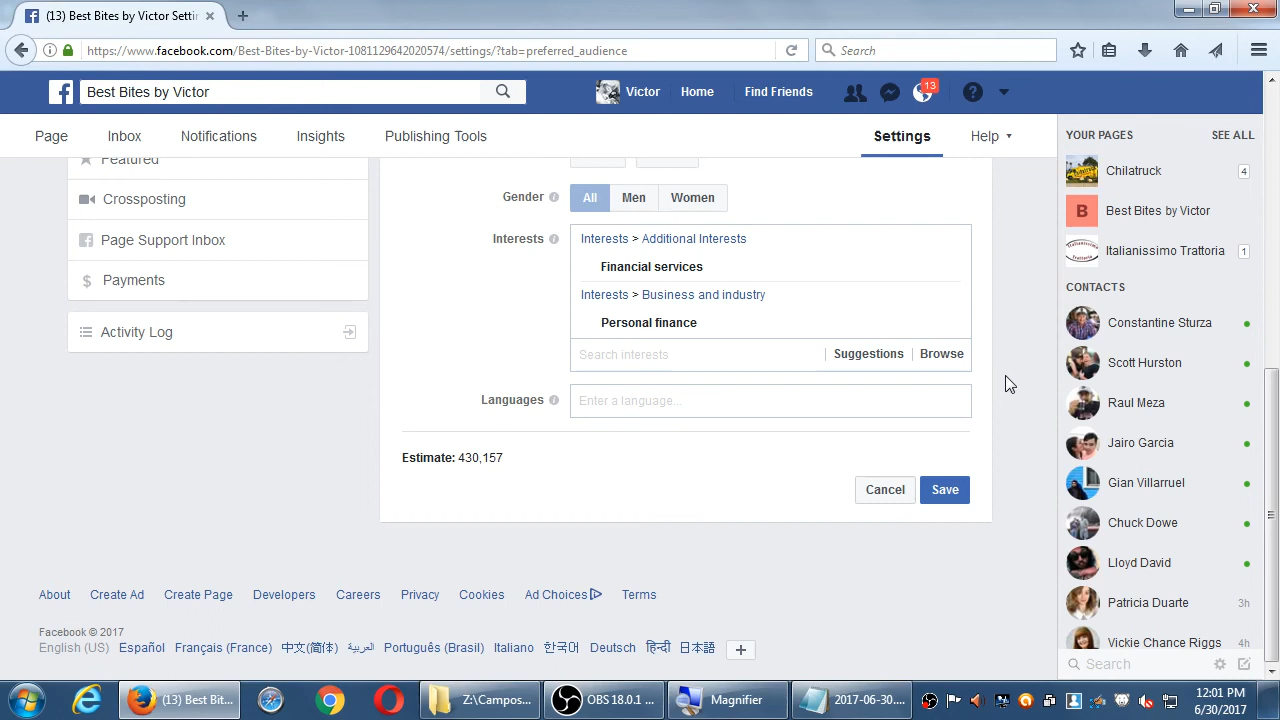 (13) Best Bites by Victor Setti
https://www.facebook.com/Best-Bites-by-Victor-1081129642020574/settings/?tab=preferred_audience
Search
Best Bites by Victor
Victor
Home
Find Friends
13
Page
Inbox
Notifications
Insights
Publishing Tools
Settings
Help
Featured
Crossposting
Page Support Inbox
Payments
Activity Log
Gender
All
Men
Women
Interests
Interests > Additional Interests
Financial services
Interests > Business and industry
Personal finance
Search interests
Suggestions
Browse
Languages
Enter a language...
Estimate: 430,157
Cancel
Save
YOUR PAGES
SEE ALL
Chilatruck
4
Best Bites by Victor
B
Italianissimo Trattoria
1
CONTACTS
Constantine Sturza
Scott Hurston
Raul Meza
Jairo Garcia
Gian Villarruel
Chuck Dowe
Lloyd David
Patricia Duarte
3h
Vickie Chance Riggs
4h
Search
About
Create Ad
Create Page
Developers
Careers
Privacy
Cookies
Ad Choices
Terms
Facebook © 2017
English (US)
Español
Français (France)
中文(简体)
العربية
Português (Brasil)
Italiano
한국어
Deutsch
हिन्दी
日本語
(13) Best Bit...
Z:\Campos...
OBS 18.0.1 ...
Magnifier
2017-06-30....
12:01 PM
6/30/2017